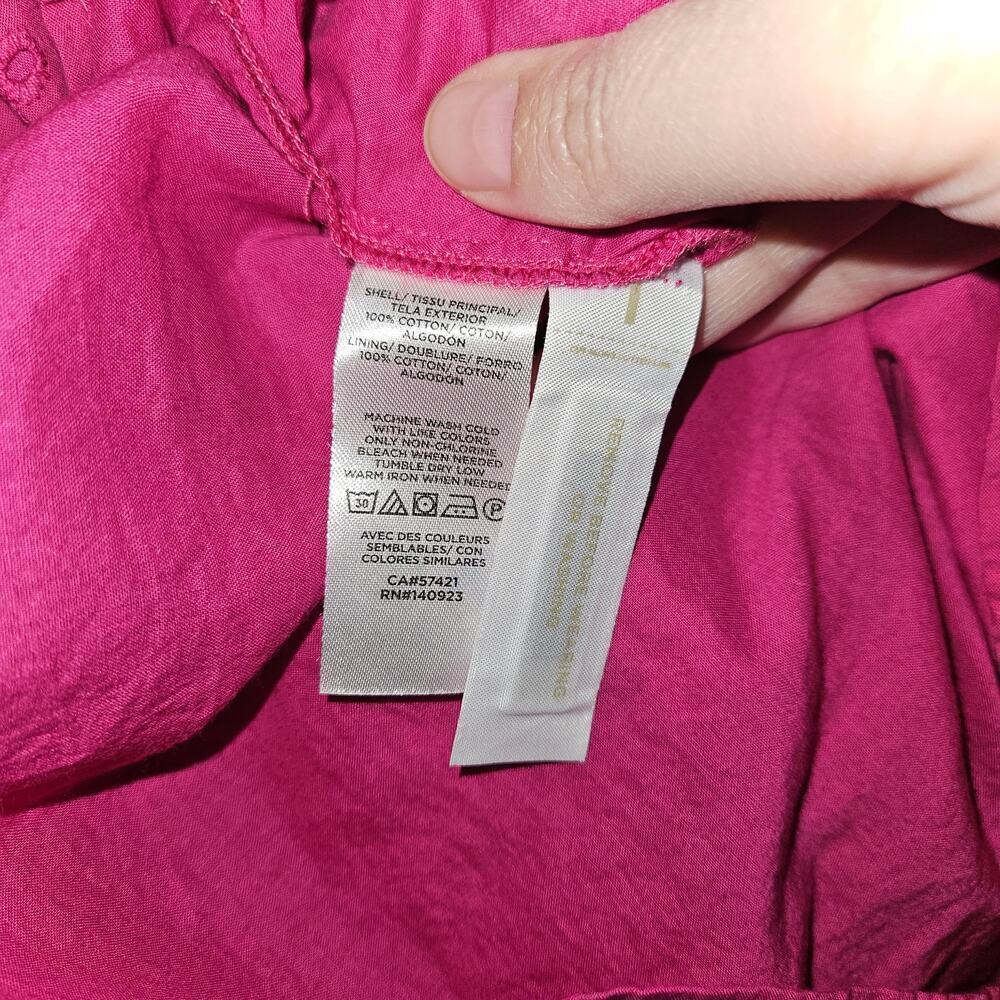 SHELL/ TISSU PRINCIPAL/
TELA EXTERIOR
100% COTTON/ COTON/
ALGODÓN
LINING/ DOUBLURE/ FORRO
100% COTTON/ COTON/
ALGODÓN
MACHINE WASH COLD
WITH LIKE COLORS
ONLY NON-CHLORINE
BLEACH WHEN NEEDED
TUMBLE DRY LOW
WARM IRON WHEN NEEDED
30 P
AVEC DES COULEURS
SEMBLABLES/ CON
COLORES SIMILARES
CA#57421
RN#140923
REMOVE BEFORE WEARING
OR WASHING